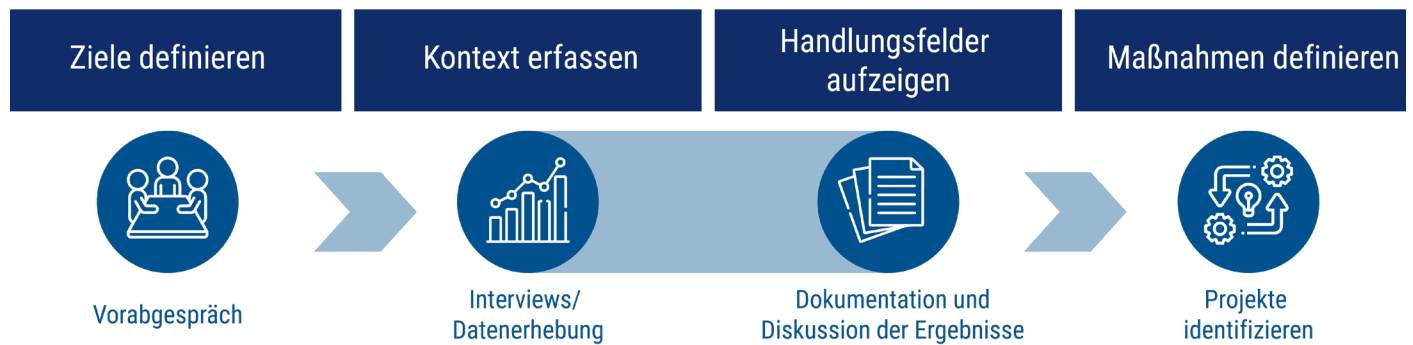 Ziele definieren
Kontext erfassen
Handlungsfelder
aufzeigen
Maßnahmen definieren
Vorabgespräch
Interviews/
Datenerhebung
Dokumentation und
Diskussion der Ergebnisse
Projekte
identifizieren